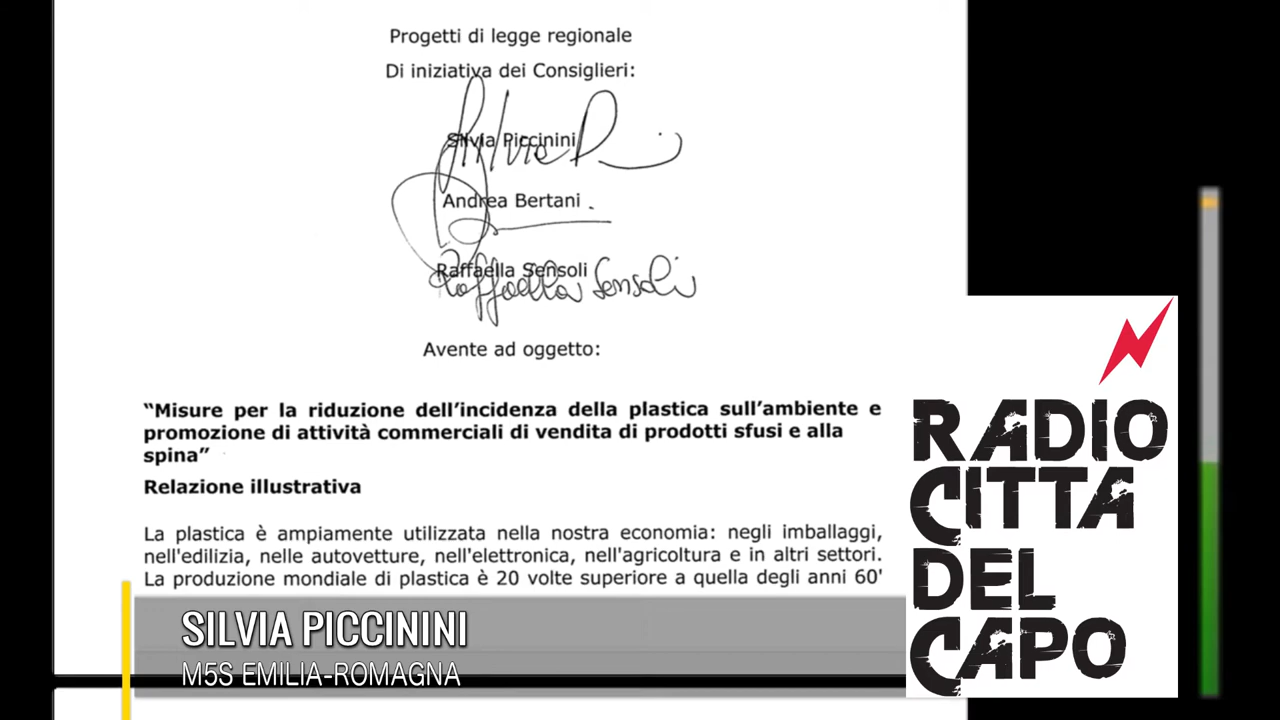 Progetti di legge regionale
Di iniziativa dei Consiglieri:
Silvia Piccinini
Silvia P
Andrea Bertani
Raffaella Sensoli
Raffaella Sensoli
Avente ad oggetto:
“Misure per la riduzione dell’incidenza della plastica sull’ambiente e
promozione di attività commerciali di vendita di prodotti sfusi e alla
spina”
Relazione illustrativa
La plastica è ampiamente utilizzata nella nostra economia: negli imballaggi,
nell'edilizia, nelle autovetture, nell'elettronica, nell'agricoltura e in altri settori.
La produzione mondiale di plastica è 20 volte superiore a quella degli anni 60'
SILVIA PICCININI
M5S EMILIA-ROMAGNA
RADIO
CITTA
DEL
CAPO